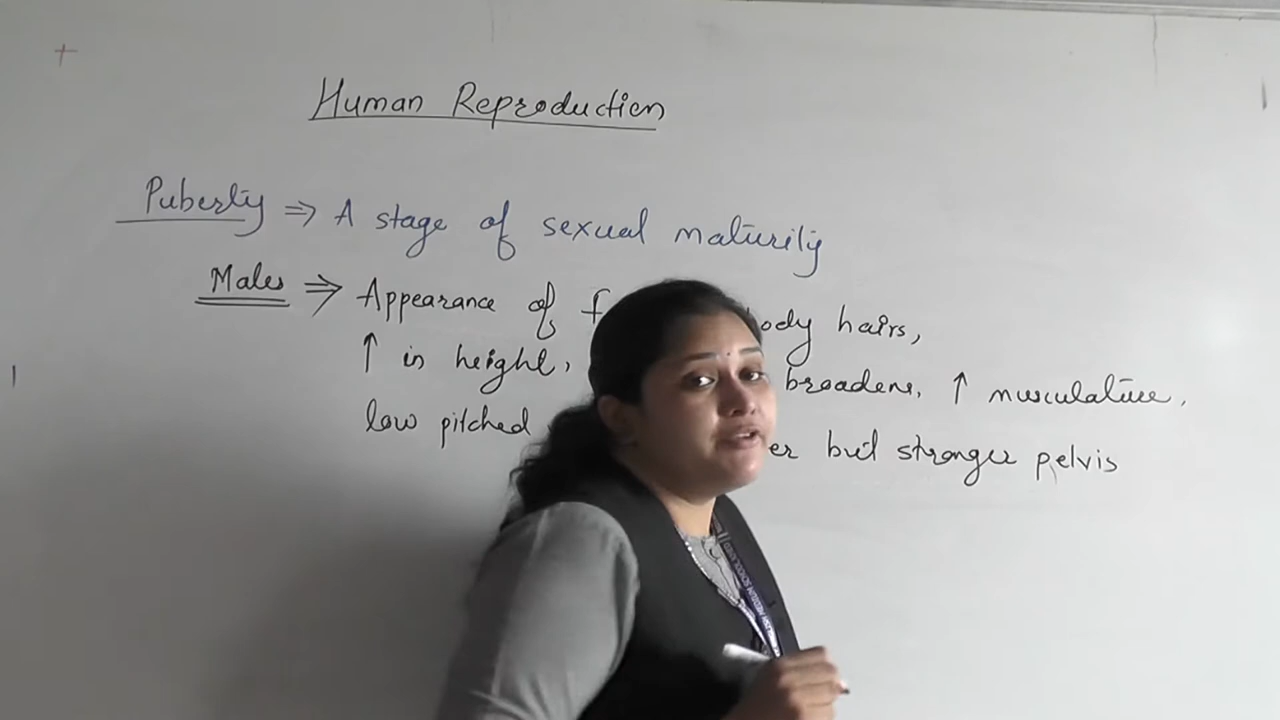 Human Reproduction
Puberty ⇒ A stage of sexual maturity
Males ⇒ Appearance of body hairs,
↑ in height, broadens, ↑ musculature,
low pitched but stronger pelvis